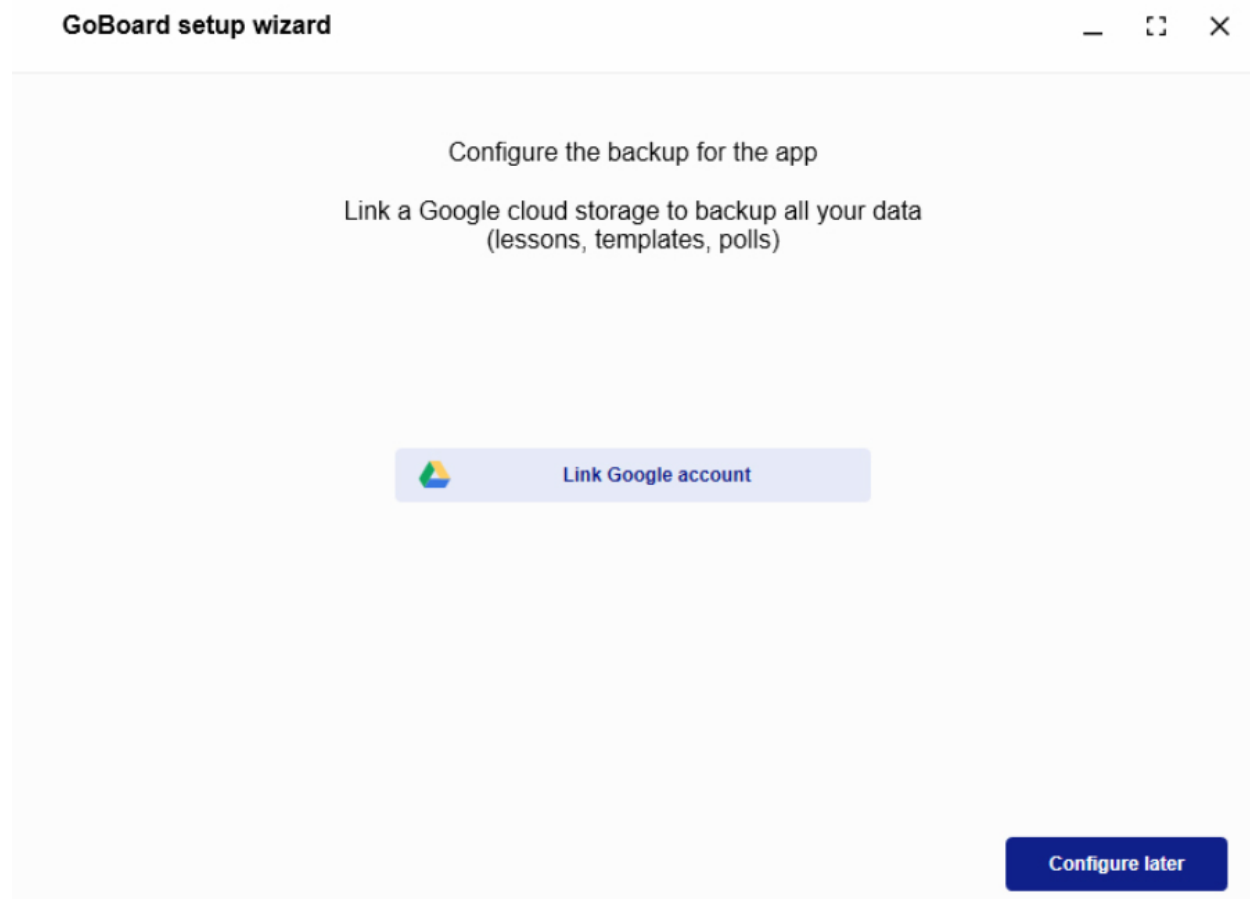 GoBoard setup wizard
Configure the backup for the app
Link a Google cloud storage to backup all your data
(lessons, templates, polls)
Link Google account
Configure later